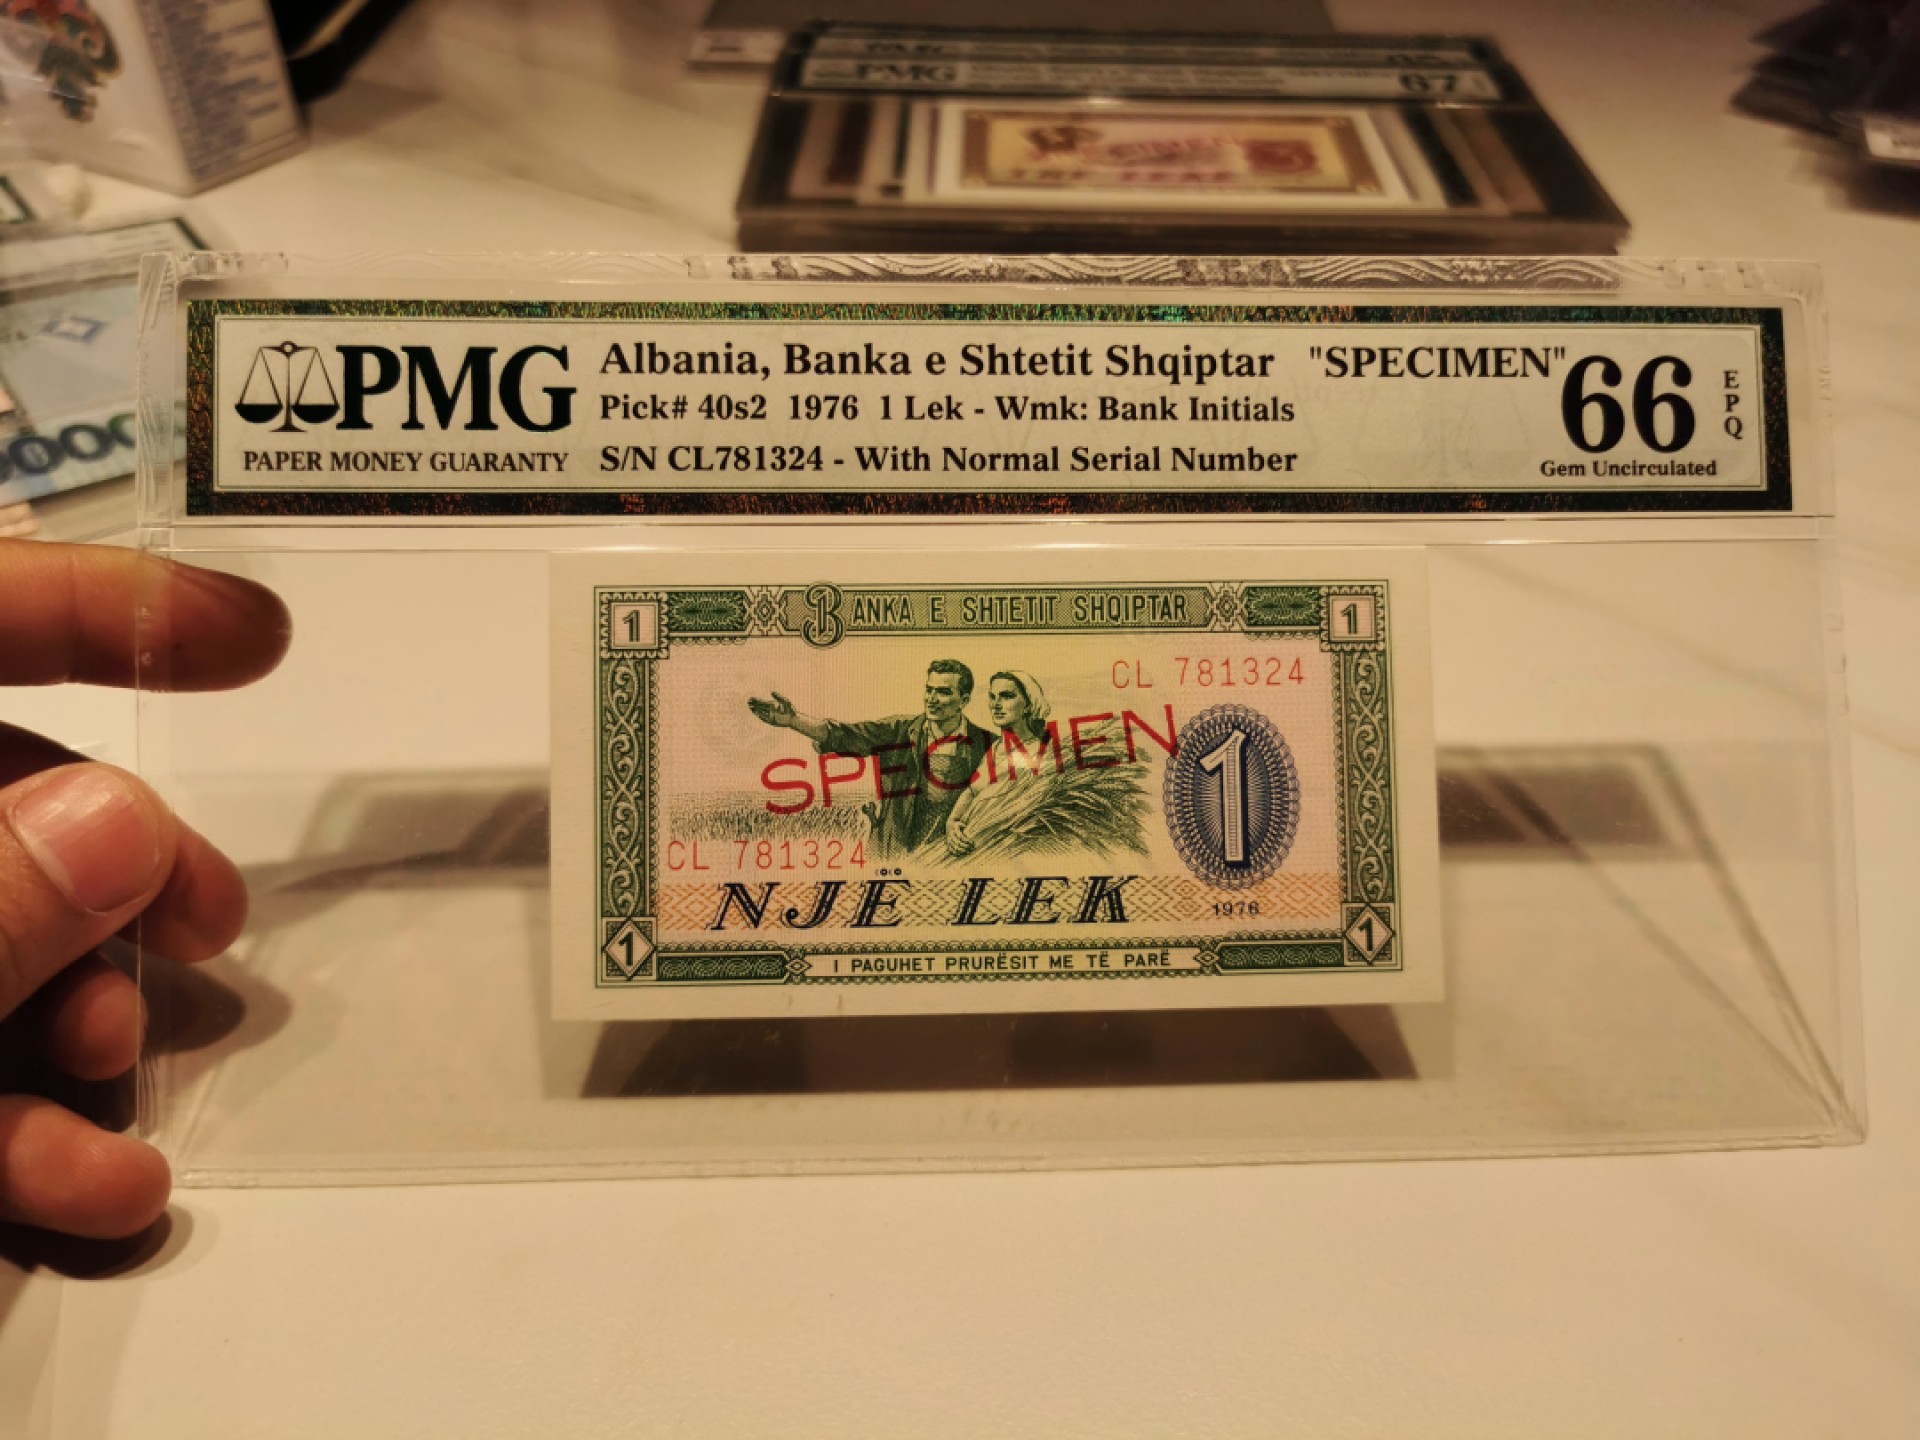 PMG
67
PMG
PAPER MONEY GUARANTY
Albania, Banka e Shtetit Shqiptar "SPECIMEN"
Pick# 40s2 1976 1 Lek - Wmk: Bank Initials
S/N CL781324 - With Normal Serial Number
66
EPQ
Gem Uncirculated
1 BANKA E SHTETIT SHQIPTAR 1
CL 781324
SPECIMEN
1
CL 781324
NJË LEK
1976
1 I PAGUHET PRURËSIT ME TË PARË 1